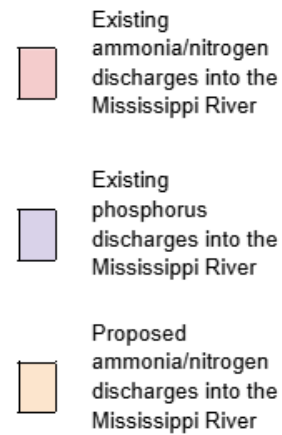 Existing
ammonia/nitrogen
discharges into the
Mississippi River
Existing
phosphorus
discharges into the
Mississippi River
Proposed
ammonia/nitrogen
discharges into the
Mississippi River